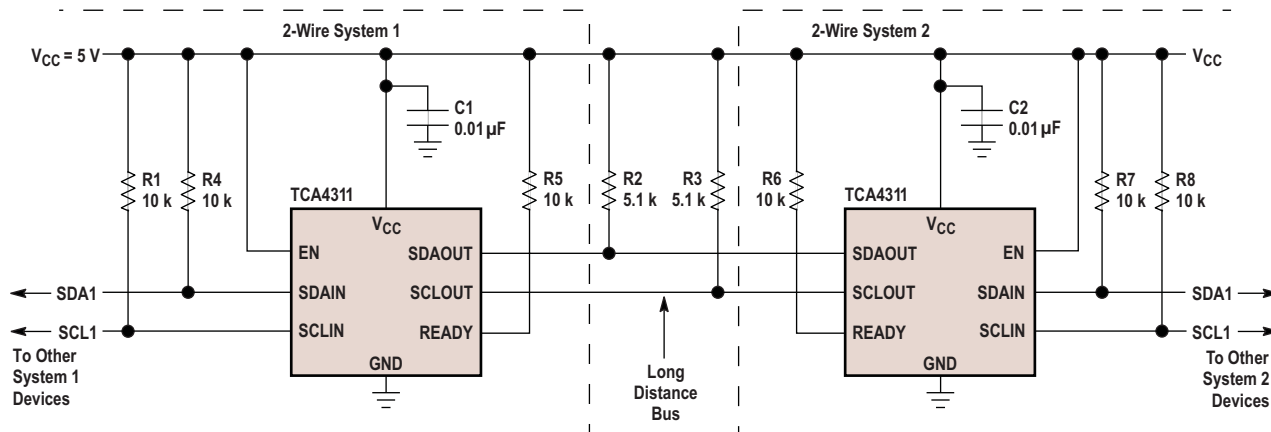 2-Wire System 1
2-Wire System 2
V_CC = 5 V
V_CC
C1
0.01 µF
C2
0.01 µF
R1
10 k
R4
10 k
TCA4311
R5
10 k
R2
5.1 k
R3
5.1 k
R6
10 k
TCA4311
R7
10 k
R8
10 k
V_CC
EN
SDAOUT
SDAIN
SCLOUT
SCLIN
READY
GND
V_CC
SDAOUT
EN
SCLOUT
SDAIN
READY
SCLIN
GND
SDA1
SCL1
To Other
System 1
Devices
Long
Distance
Bus
SDA1
SCL1
To Other
System 2
Devices